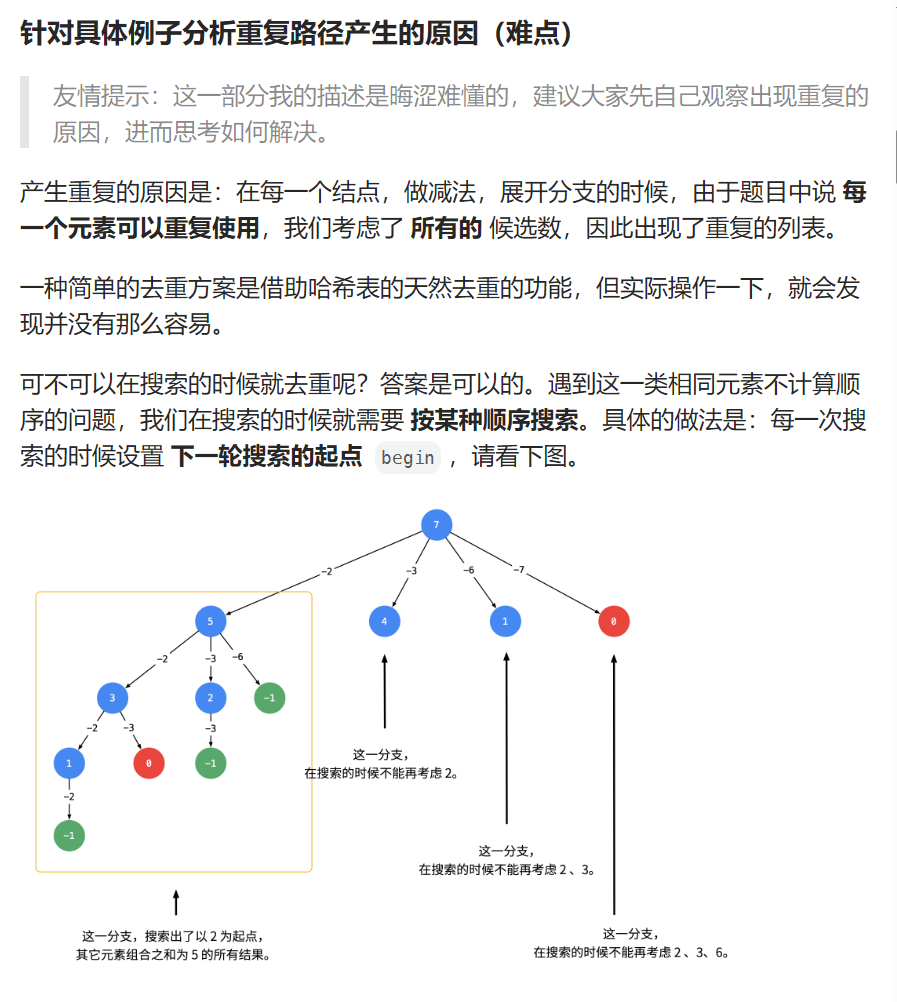 针对具体例子分析重复路径产生的原因（难点）
友情提示：这一部分我的描述是晦涩难懂的，建议大家先自己观察出现重复的
原因，进而思考如何解决。
产生重复的原因是：在每一个结点，做减法，展开分支的时候，由于题目中说 每
一个元素可以重复使用，我们考虑了 所有的 候选数，因此出现了重复的列表。
一种简单的去重方案是借助哈希表的天然去重的功能，但实际操作一下，就会发
现并没有那么容易。
可不可以在搜索的时候就去重呢？答案是可以的。遇到这一类相同元素不计算顺
序的问题，我们在搜索的时候就需要 按某种顺序搜索。具体的做法是：每一次搜
索的时候设置 下一轮搜索的起点 begin ，请看下图。
7
-2 -3 -6 -7
5 4 1 0
-2 -3 -6
3 2 -1
-2 -3 -3
1 0 -1
-2
-1
这一分支，
在搜索的时候不能再考虑 2。
这一分支，
在搜索的时候不能再考虑 2、3。
这一分支，搜索出了以 2 为起点，
其它元素组合之和为 5 的所有结果。
这一分支，
在搜索的时候不能再考虑 2、3、6。